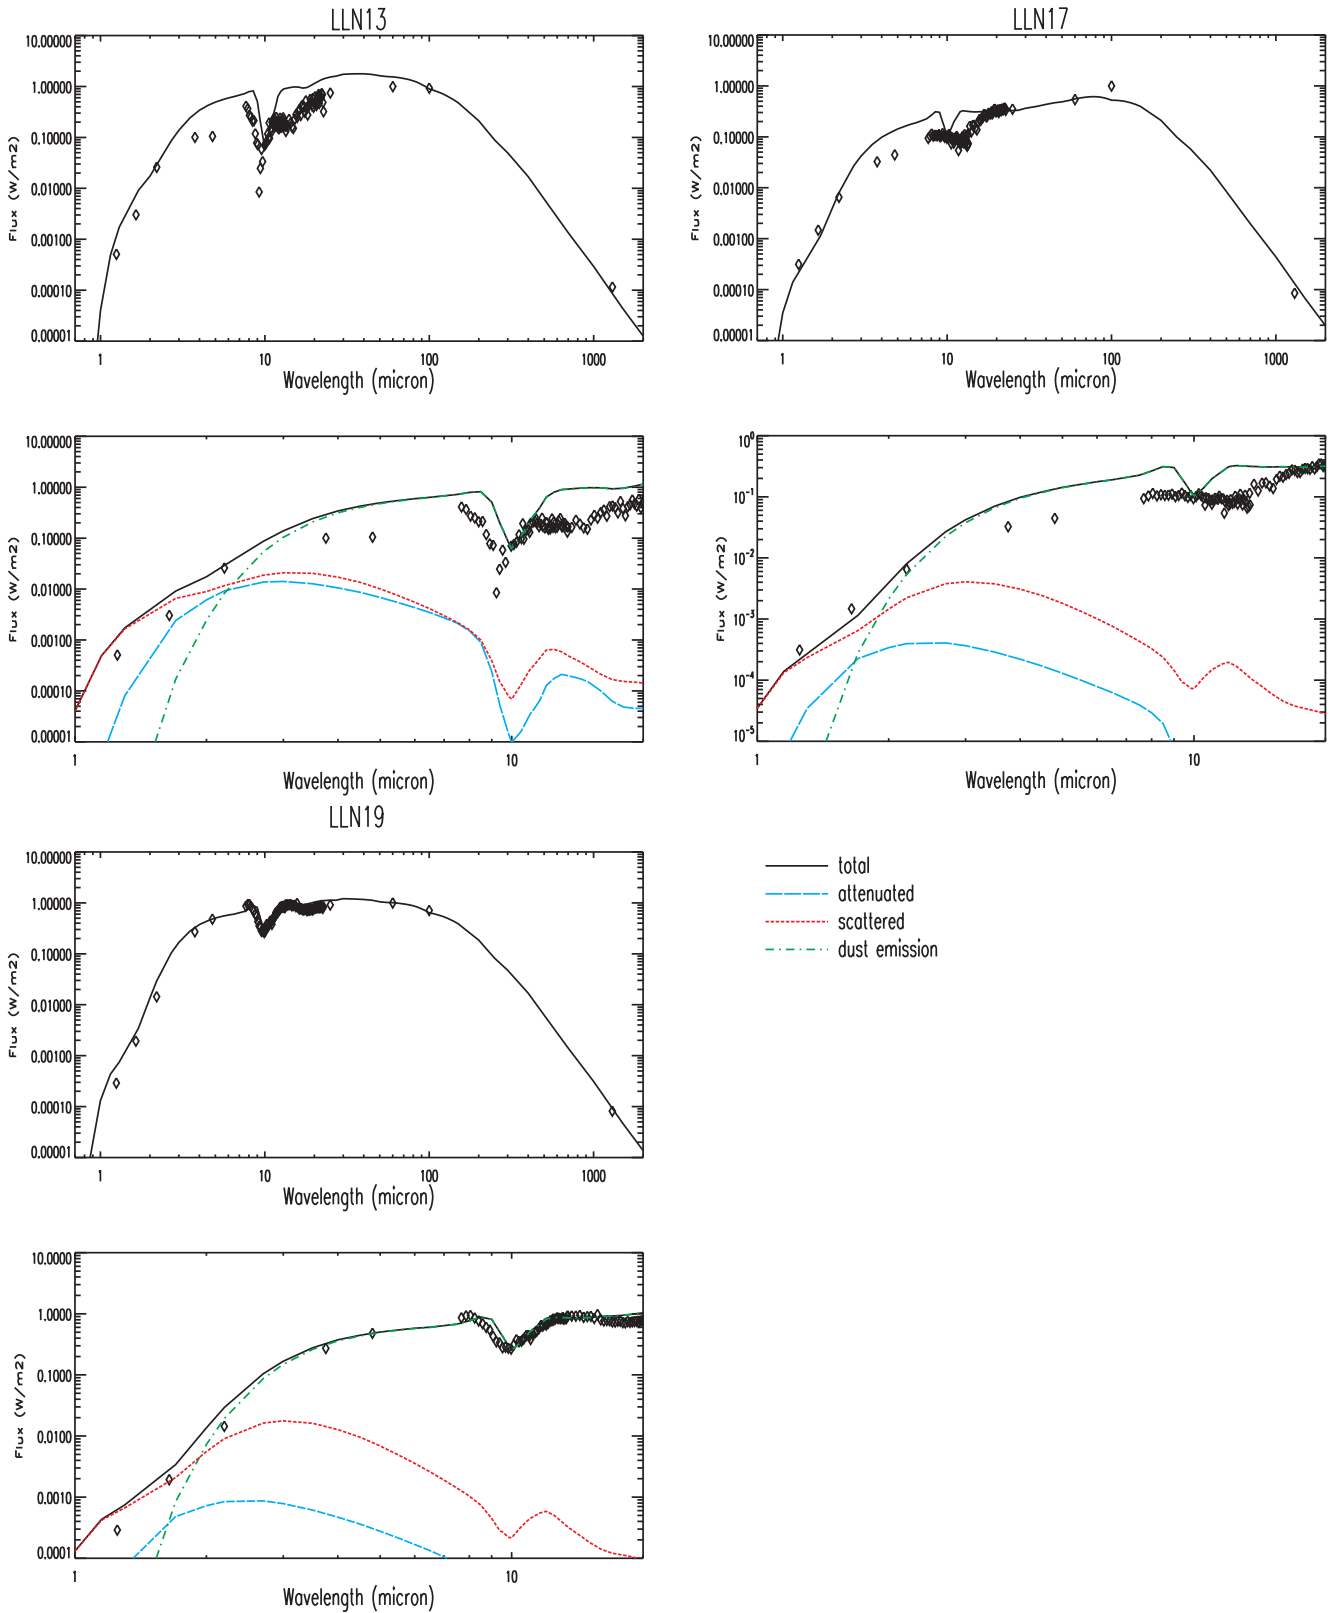 LLN13
10.00000
1.00000
0.10000
0.01000
0.00100
0.00010
0.00001
Flux (W/m2)
1 10 100 1000
Wavelength (micron)
LLN17
10.00000
1.00000
0.10000
0.01000
0.00100
0.00010
0.00001
Flux (W/m2)
1 10 100 1000
Wavelength (micron)
10.00000
1.00000
0.10000
0.01000
0.00100
0.00010
0.00001
Flux (W/m2)
1 10
Wavelength (micron)
10^0
10^-1
10^-2
10^-3
10^-4
10^-5
Flux (W/m2)
1 10
Wavelength (micron)
LLN19
10.00000
1.00000
0.10000
0.01000
0.00100
0.00010
0.00001
Flux (W/m2)
1 10 100 1000
Wavelength (micron)
total
attenuated
scattered
dust emission
10.0000
1.0000
0.1000
0.0100
0.0010
0.0001
Flux (W/m2)
1 10
Wavelength (micron)